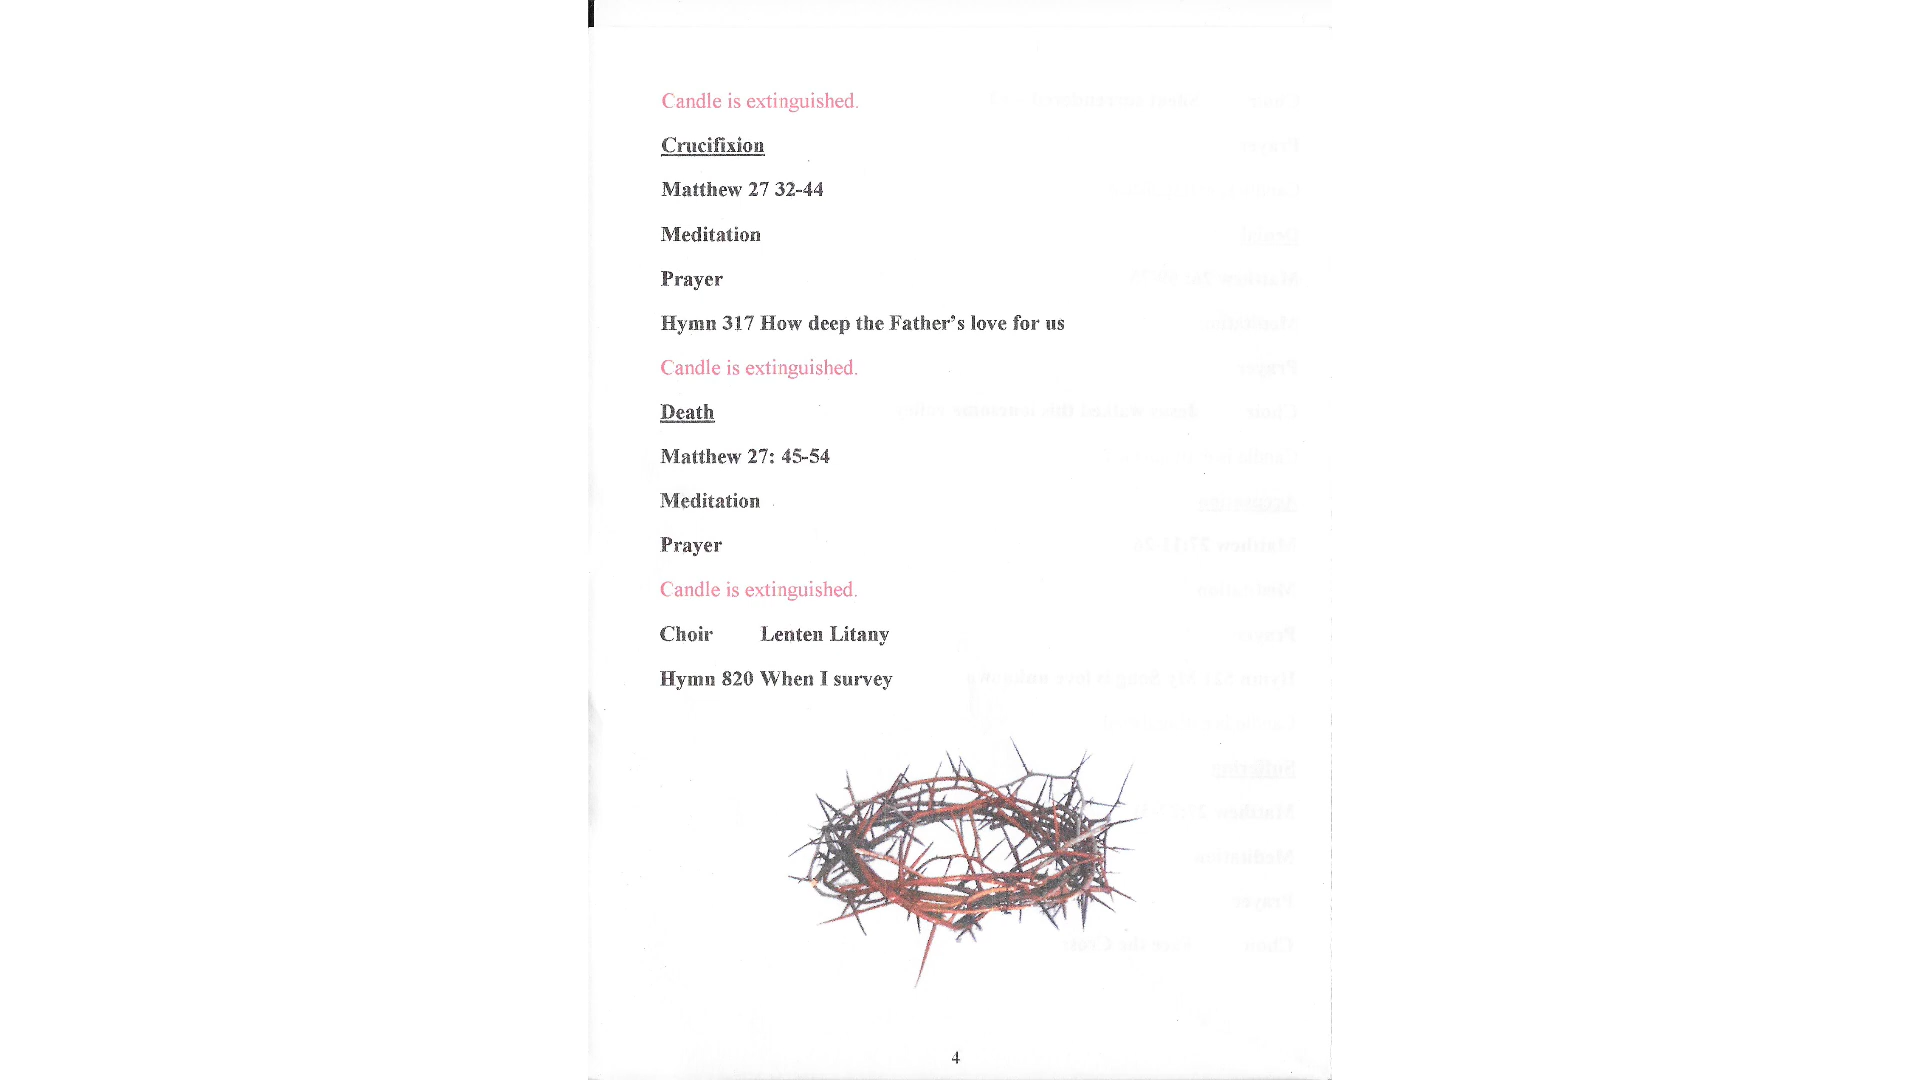 Candle is extinguished.
Crucifixion
Matthew 27 32-44
Meditation
Prayer
Hymn 317 How deep the Father's love for us
Candle is extinguished.
Death
Matthew 27: 45-54
Meditation
Prayer
Candle is extinguished.
Choir Lenten Litany
Hymn 820 When I survey
4